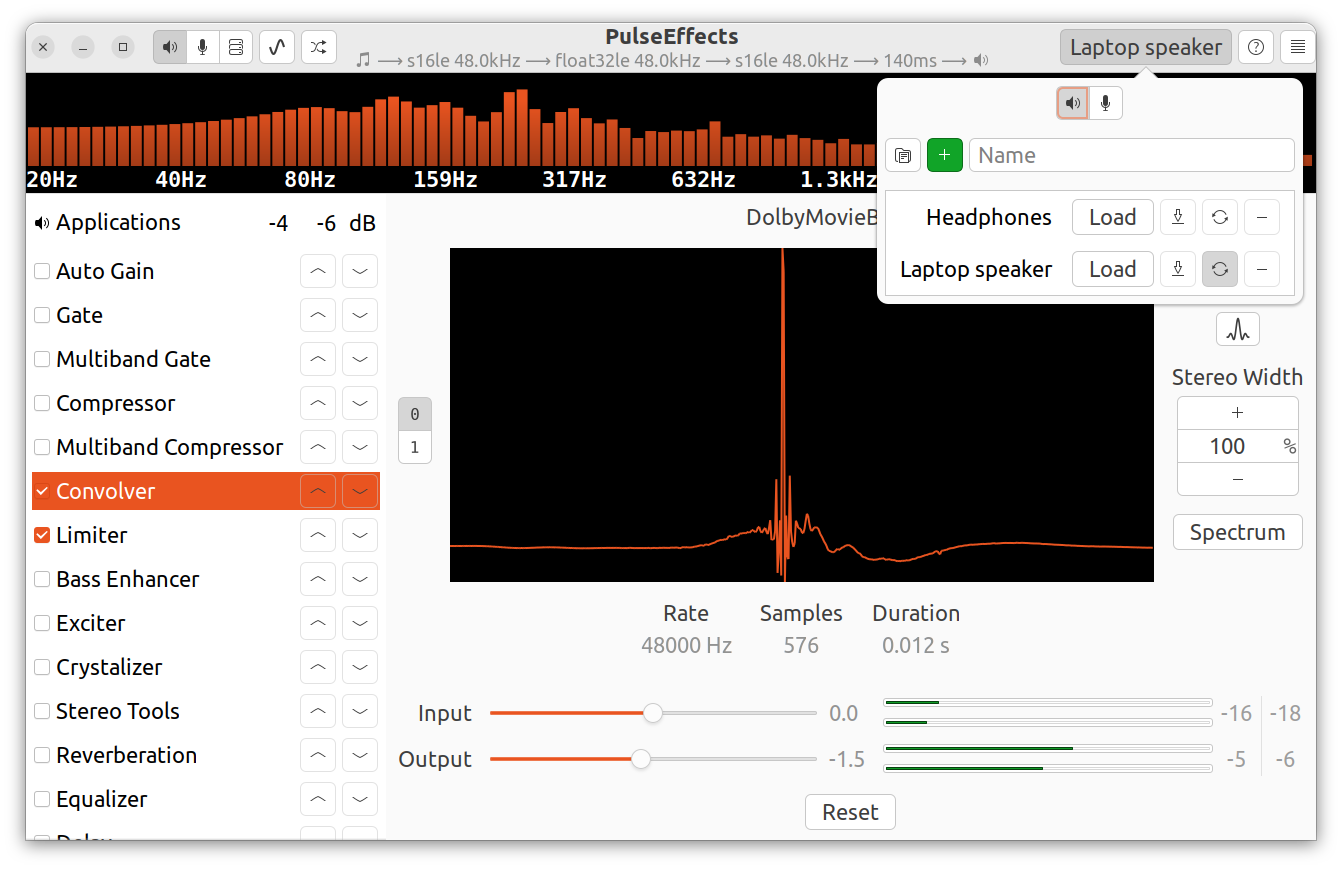 PulseEffects
s16le 48.0kHz ⟶ float32le 48.0kHz ⟶ s16le 48.0kHz ⟶ 140ms ⟶
Laptop speaker
20Hz 40Hz 80Hz 159Hz 317Hz 632Hz 1.3kHz
Name
Headphones Load
Laptop speaker Load
Applications -4 -6 dB
Auto Gain
Gate
Multiband Gate
Compressor
Multiband Compressor
Convolver
Limiter
Bass Enhancer
Exciter
Crystalizer
Stereo Tools
Reverberation
Equalizer
DolbyMovieB
0
1
Stereo Width
+
100 %
−
Spectrum
Rate Samples Duration
48000 Hz 576 0.012 s
Input 0.0 -16 -18
Output -1.5 -5 -6
Reset